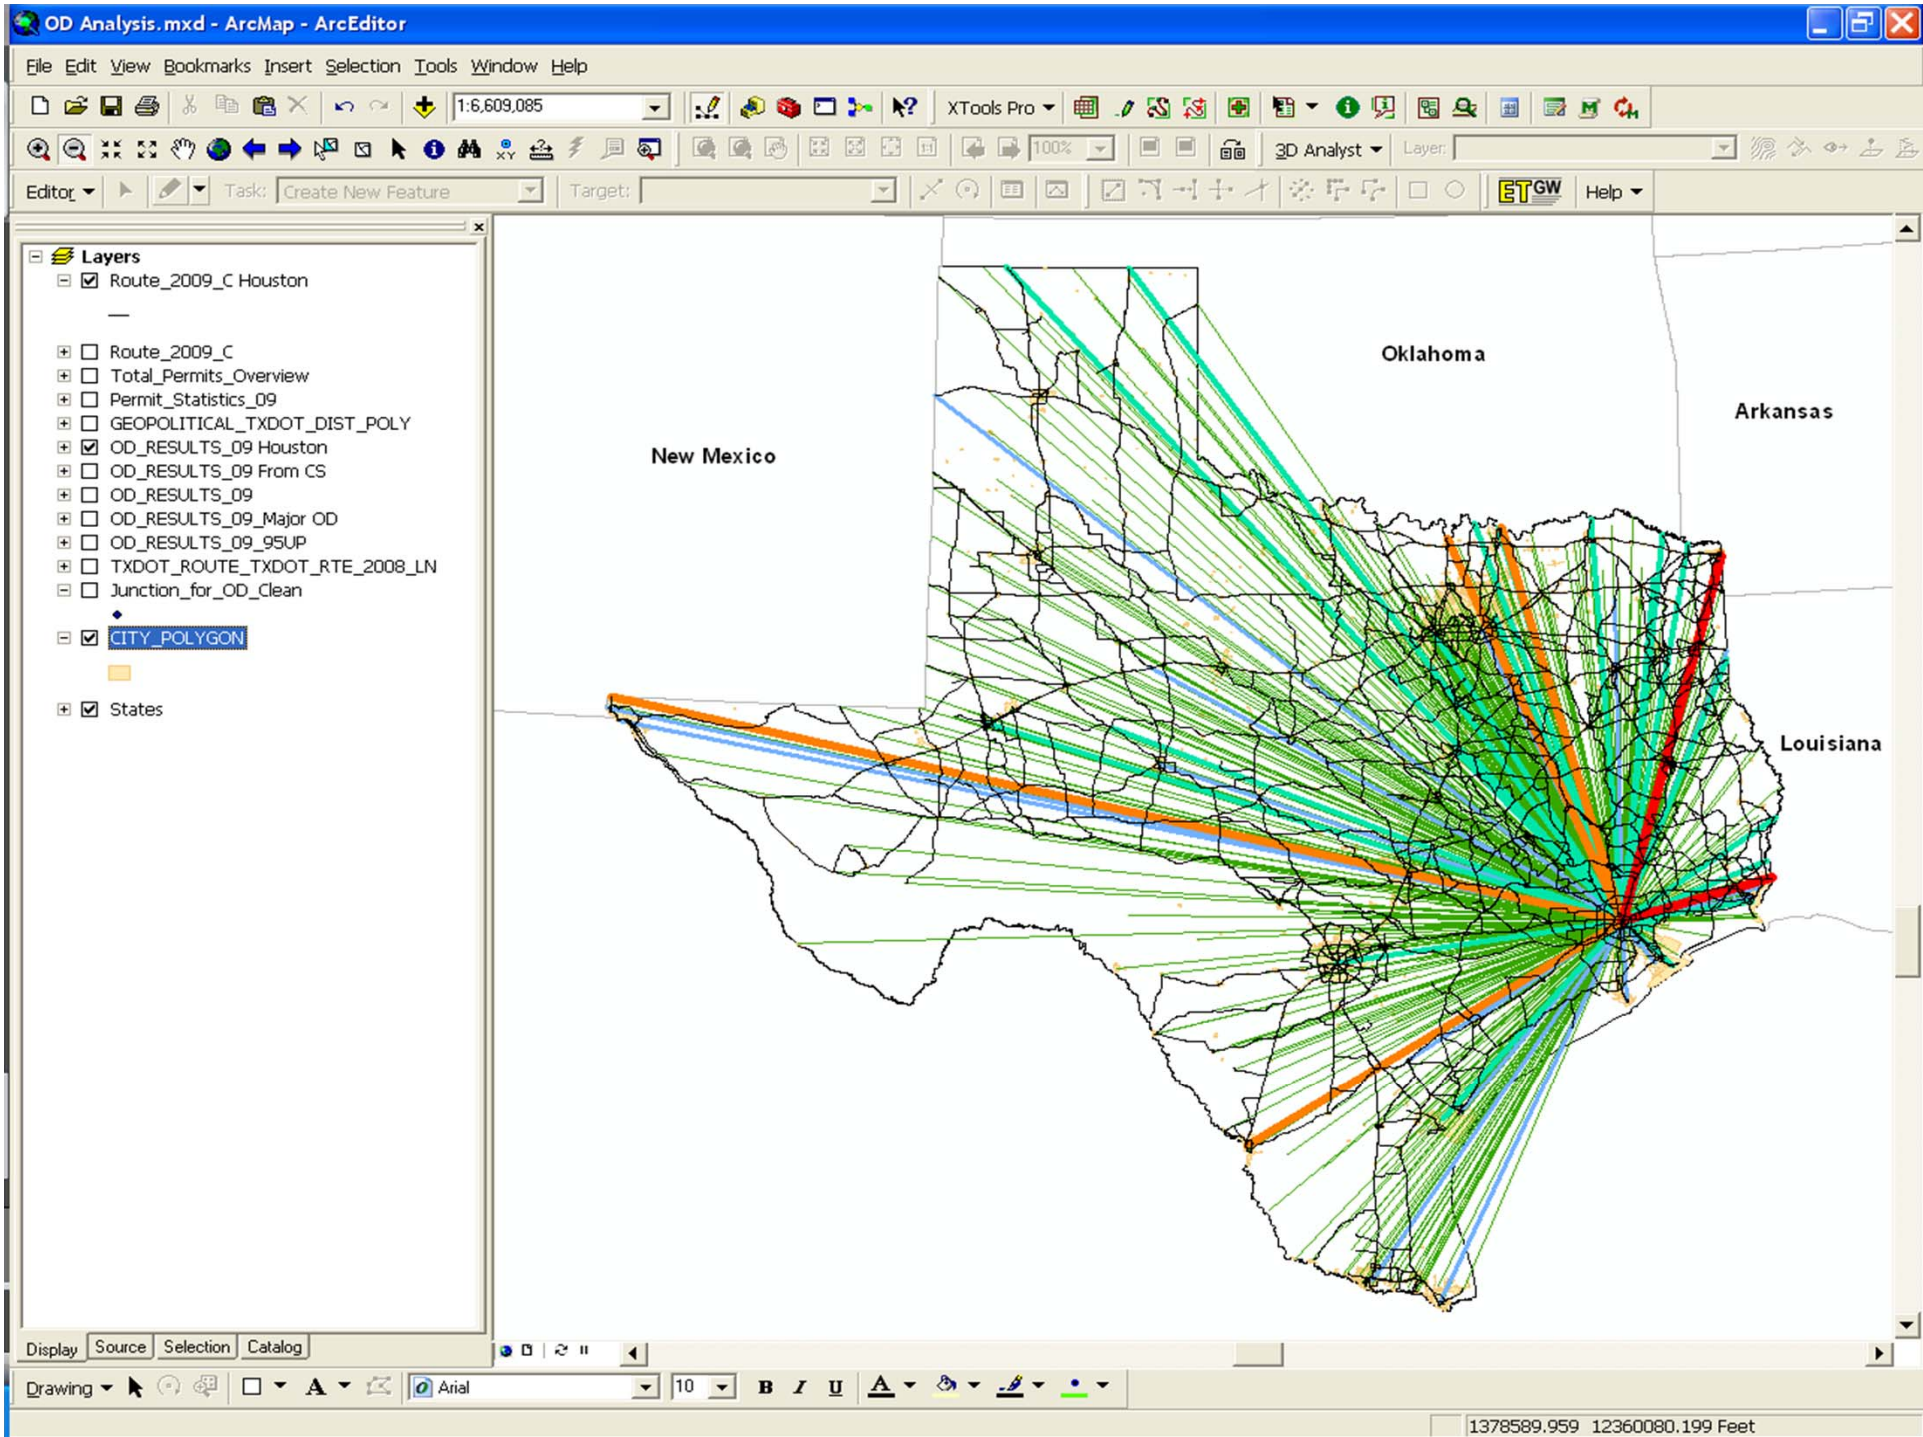 OD Analysis.mxd - ArcMap - ArcEditor
File Edit View Bookmarks Insert Selection Tools Window Help
1:6,609,085
XTools Pro
100%
3D Analyst
Layer:
Editor
Task: Create New Feature
Target:
ET GW
Help
Layers
Route_2009_C Houston
Route_2009_C
Total_Permits_Overview
Permit_Statistics_09
GEOPOLITICAL_TXDOT_DIST_POLY
OD_RESULTS_09 Houston
OD_RESULTS_09 From CS
OD_RESULTS_09
OD_RESULTS_09_Major OD
OD_RESULTS_09_95UP
TXDOT_ROUTE_TXDOT_RTE_2008_LN
Junction_for_OD_Clean
CITY_POLYGON
States
Oklahoma
Arkansas
New Mexico
Louisiana
Display Source Selection Catalog
Drawing
A
Arial
10
B I U A
1378589.959 12360080.199 Feet